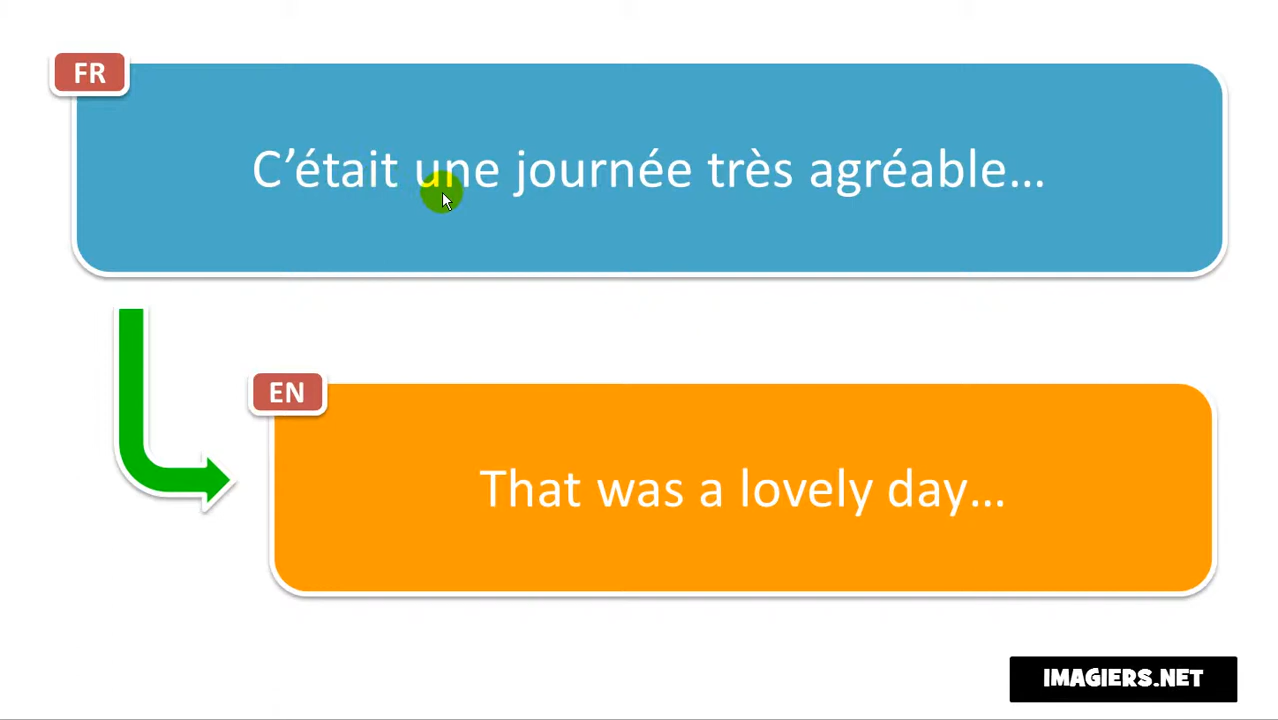 FR
C’était une journée très agréable…
EN
That was a lovely day…
IMAGIERS.NET